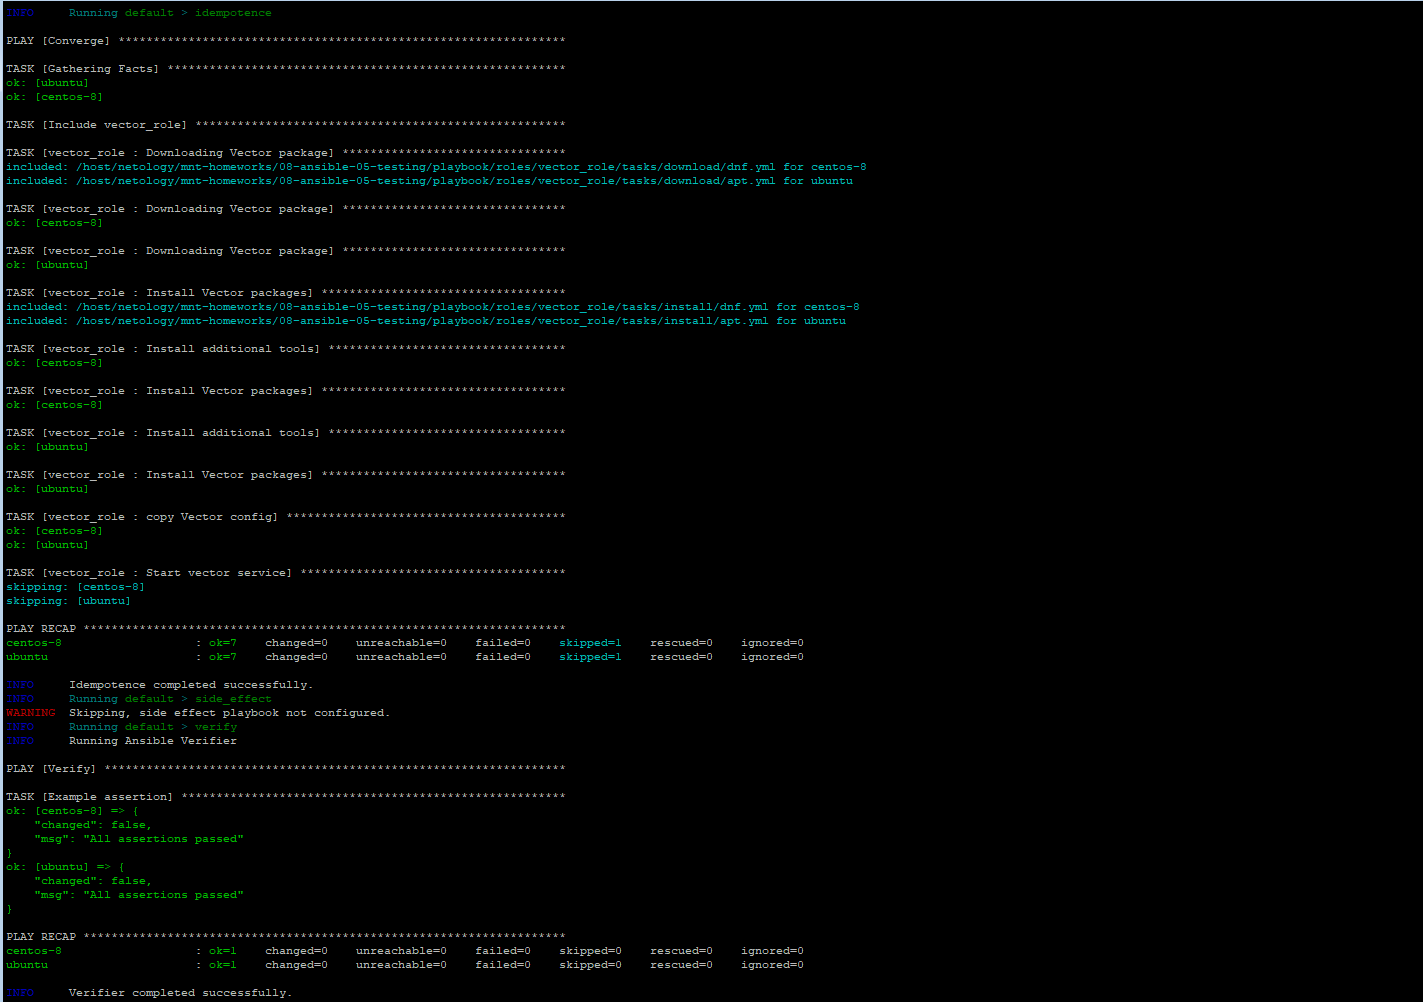 INFO     Running default > idempotence
PLAY [Converge] ****************************************************************
TASK [Gathering Facts] *********************************************************
ok: [ubuntu]
ok: [centos-8]
TASK [Include vector_role] *****************************************************
TASK [vector_role : Downloading Vector package] ********************************
included: /host/netology/mnt-homeworks/08-ansible-05-testing/playbook/roles/vector_role/tasks/download/dnf.yml for centos-8
included: /host/netology/mnt-homeworks/08-ansible-05-testing/playbook/roles/vector_role/tasks/download/apt.yml for ubuntu
TASK [vector_role : Downloading Vector package] ********************************
ok: [centos-8]
TASK [vector_role : Downloading Vector package] ********************************
ok: [ubuntu]
TASK [vector_role : Install Vector packages] ***********************************
included: /host/netology/mnt-homeworks/08-ansible-05-testing/playbook/roles/vector_role/tasks/install/dnf.yml for centos-8
included: /host/netology/mnt-homeworks/08-ansible-05-testing/playbook/roles/vector_role/tasks/install/apt.yml for ubuntu
TASK [vector_role : Install additional tools] **********************************
ok: [centos-8]
TASK [vector_role : Install Vector packages] ***********************************
ok: [centos-8]
TASK [vector_role : Install additional tools] **********************************
ok: [ubuntu]
TASK [vector_role : Install Vector packages] ***********************************
ok: [ubuntu]
TASK [vector_role : copy Vector config] ****************************************
ok: [centos-8]
ok: [ubuntu]
TASK [vector_role : Start vector service] **************************************
skipping: [centos-8]
skipping: [ubuntu]
PLAY RECAP *********************************************************************
centos-8                   : ok=7    changed=0    unreachable=0    failed=0    skipped=1    rescued=0    ignored=0
ubuntu                     : ok=7    changed=0    unreachable=0    failed=0    skipped=1    rescued=0    ignored=0
INFO     Idempotence completed successfully.
INFO     Running default > side_effect
WARNING  Skipping, side effect playbook not configured.
INFO     Running default > verify
INFO     Running Ansible Verifier
PLAY [Verify] ******************************************************************
TASK [Example assertion] *******************************************************
ok: [centos-8] => {
    "changed": false,
    "msg": "All assertions passed"
}
ok: [ubuntu] => {
    "changed": false,
    "msg": "All assertions passed"
}
PLAY RECAP *********************************************************************
centos-8                   : ok=1    changed=0    unreachable=0    failed=0    skipped=0    rescued=0    ignored=0
ubuntu                     : ok=1    changed=0    unreachable=0    failed=0    skipped=0    rescued=0    ignored=0
INFO     Verifier completed successfully.